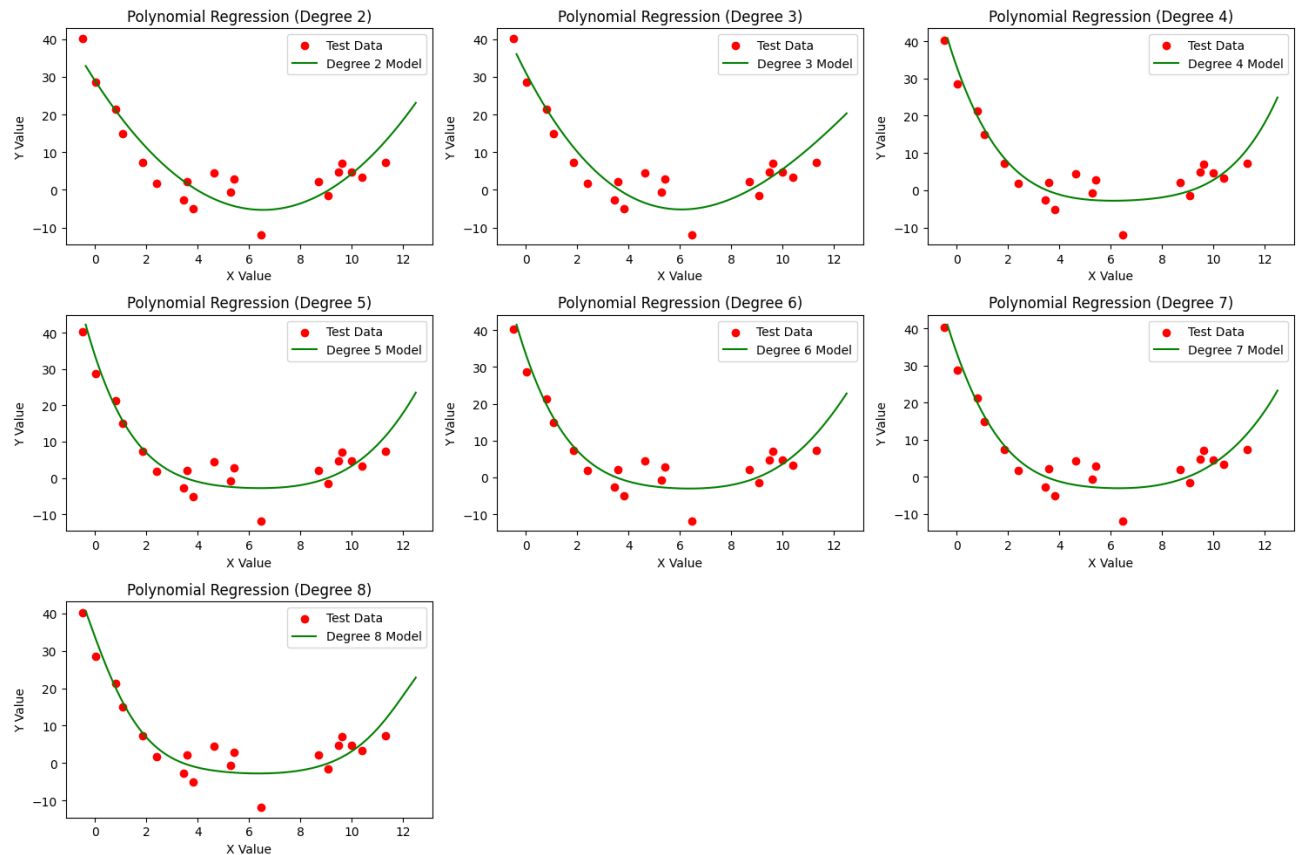 Polynomial Regression (Degree 2)
Test Data
Degree 2 Model
Y Value
40
30
20
10
0
−10
0 2 4 6 8 10 12
X Value
Polynomial Regression (Degree 3)
Test Data
Degree 3 Model
Y Value
40
30
20
10
0
−10
0 2 4 6 8 10 12
X Value
Polynomial Regression (Degree 4)
Test Data
Degree 4 Model
Y Value
40
30
20
10
0
−10
0 2 4 6 8 10 12
X Value
Polynomial Regression (Degree 5)
Test Data
Degree 5 Model
Y Value
40
30
20
10
0
−10
0 2 4 6 8 10 12
X Value
Polynomial Regression (Degree 6)
Test Data
Degree 6 Model
Y Value
40
30
20
10
0
−10
0 2 4 6 8 10 12
X Value
Polynomial Regression (Degree 7)
Test Data
Degree 7 Model
Y Value
40
30
20
10
0
−10
0 2 4 6 8 10 12
X Value
Polynomial Regression (Degree 8)
Test Data
Degree 8 Model
Y Value
40
30
20
10
0
−10
0 2 4 6 8 10 12
X Value